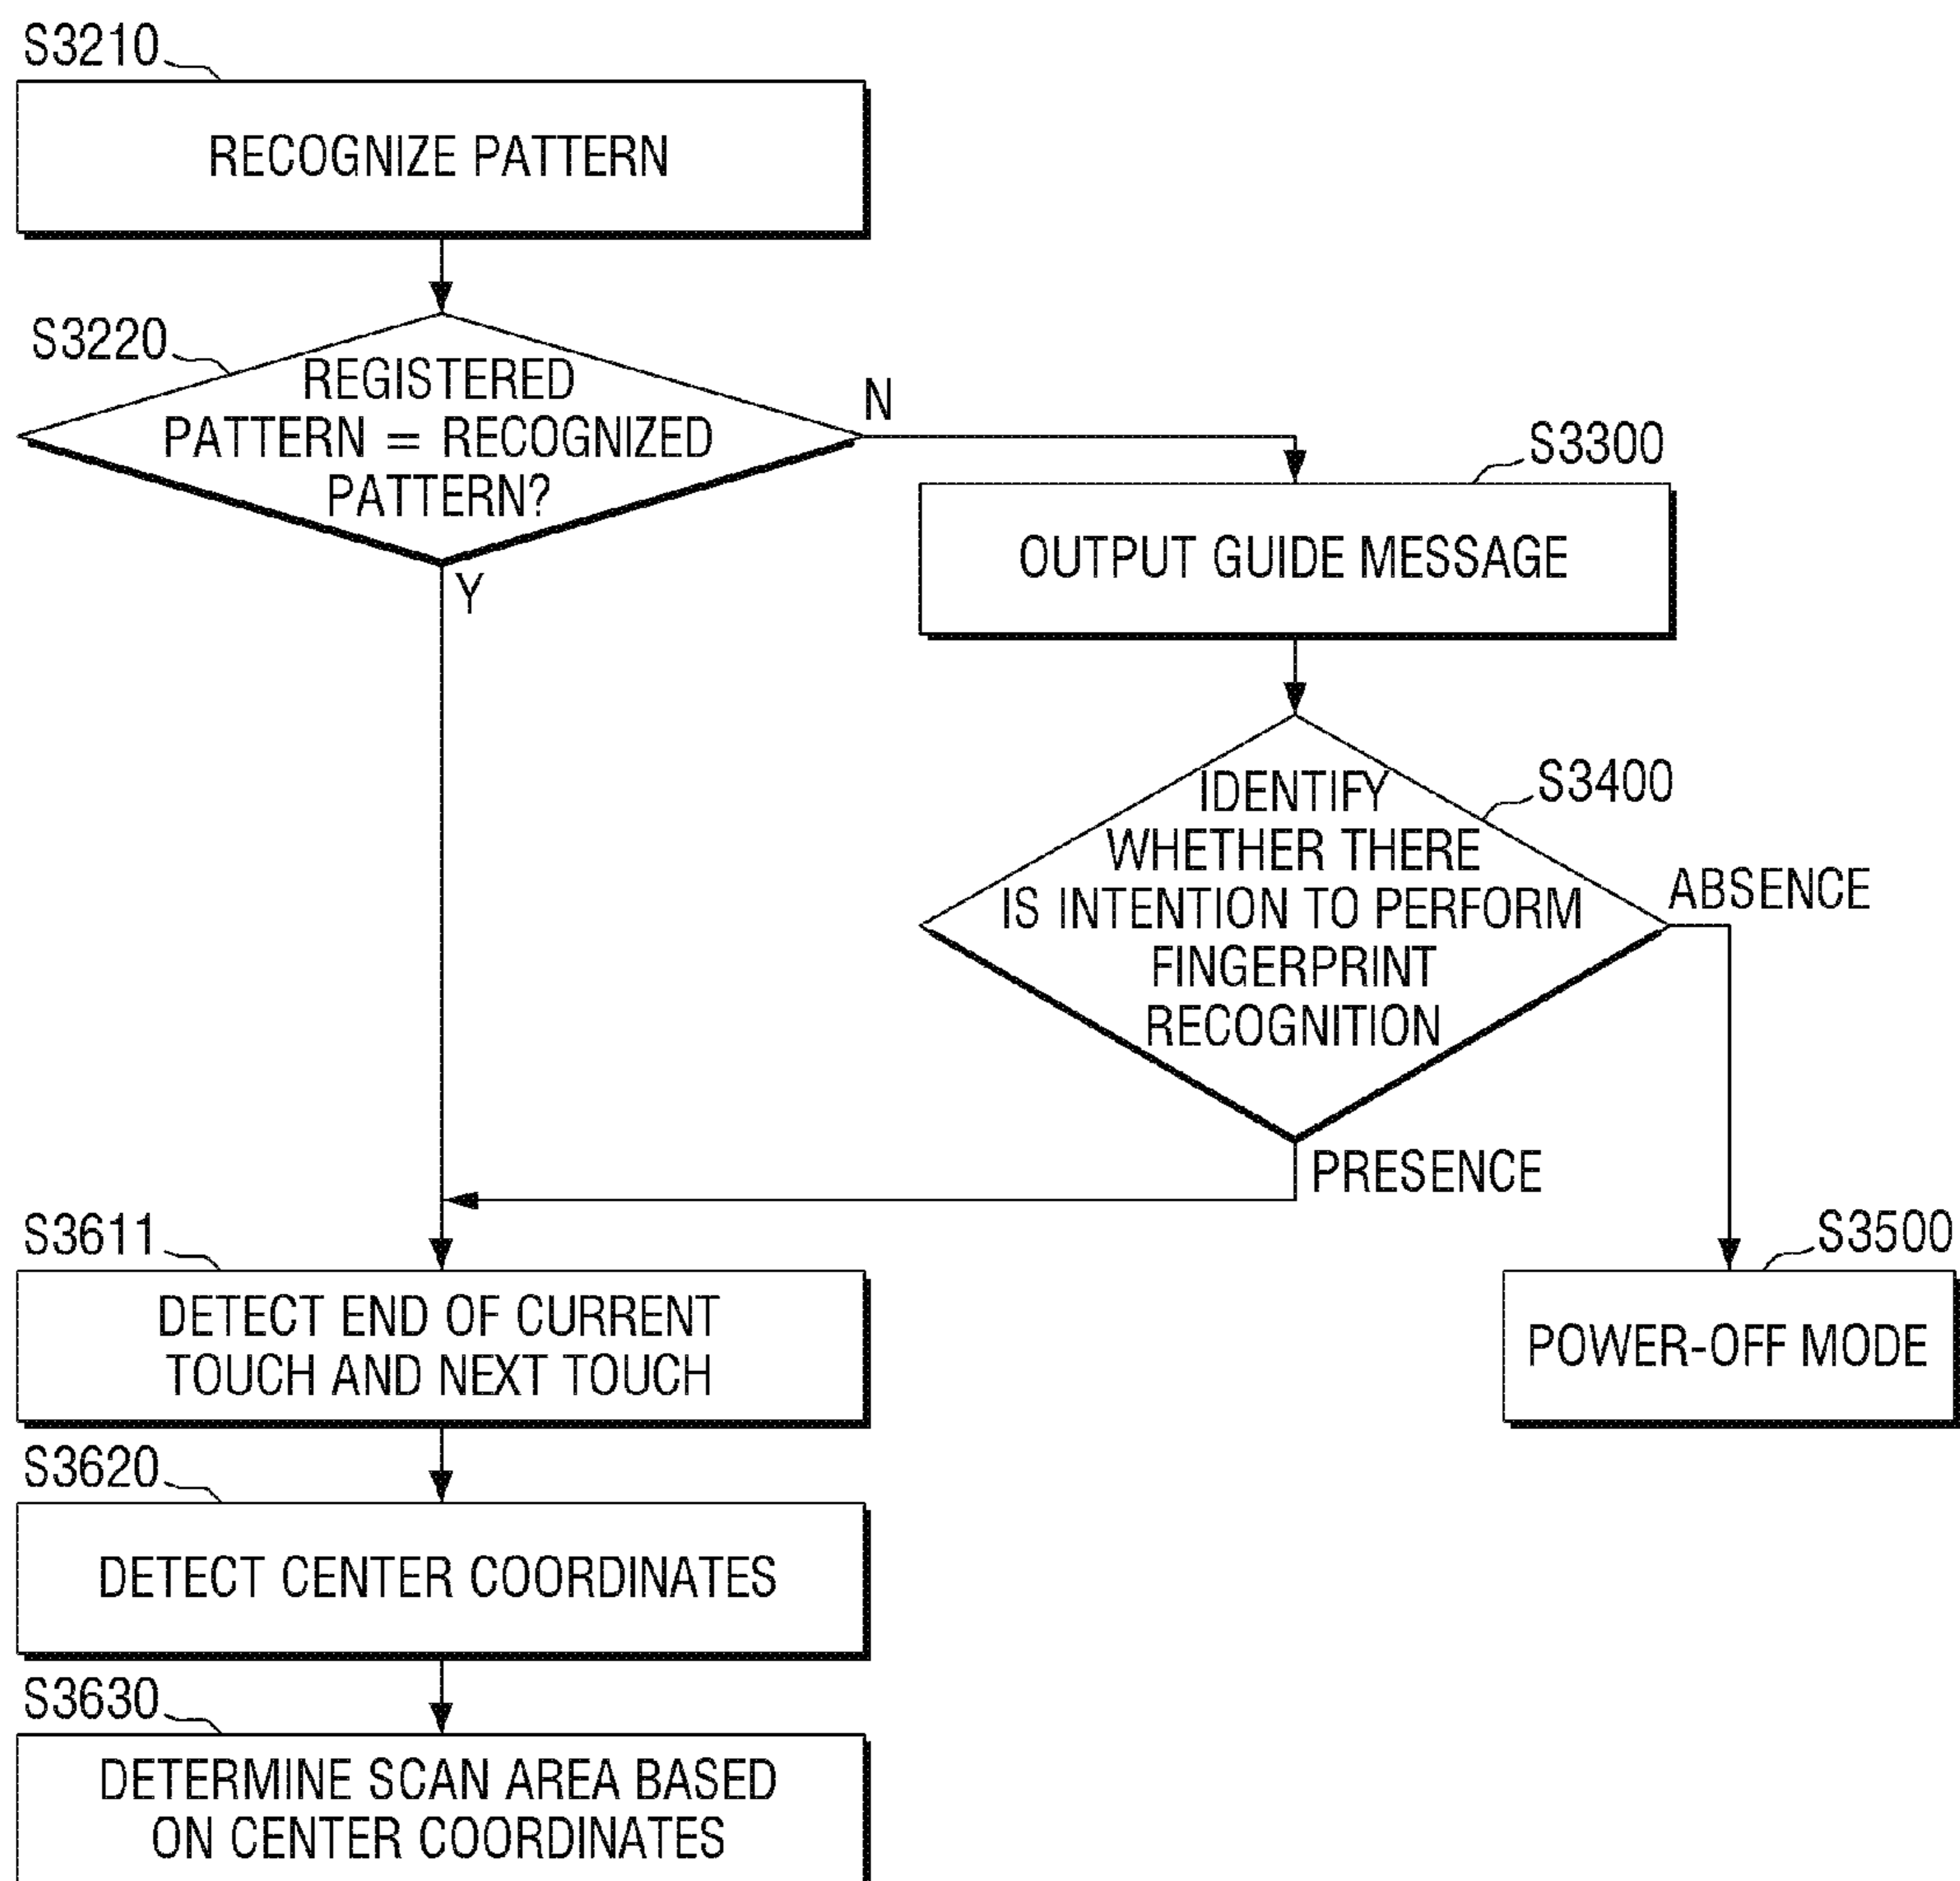 S3210
RECOGNIZE PATTERN
S3220
REGISTERED
PATTERN = RECOGNIZED
PATTERN?
N
Y
S3300
OUTPUT GUIDE MESSAGE
S3400
IDENTIFY
WHETHER THERE
IS INTENTION TO PERFORM
FINGERPRINT
RECOGNITION
ABSENCE
PRESENCE
S3500
POWER-OFF MODE
S3611
DETECT END OF CURRENT
TOUCH AND NEXT TOUCH
S3620
DETECT CENTER COORDINATES
S3630
DETERMINE SCAN AREA BASED
ON CENTER COORDINATES